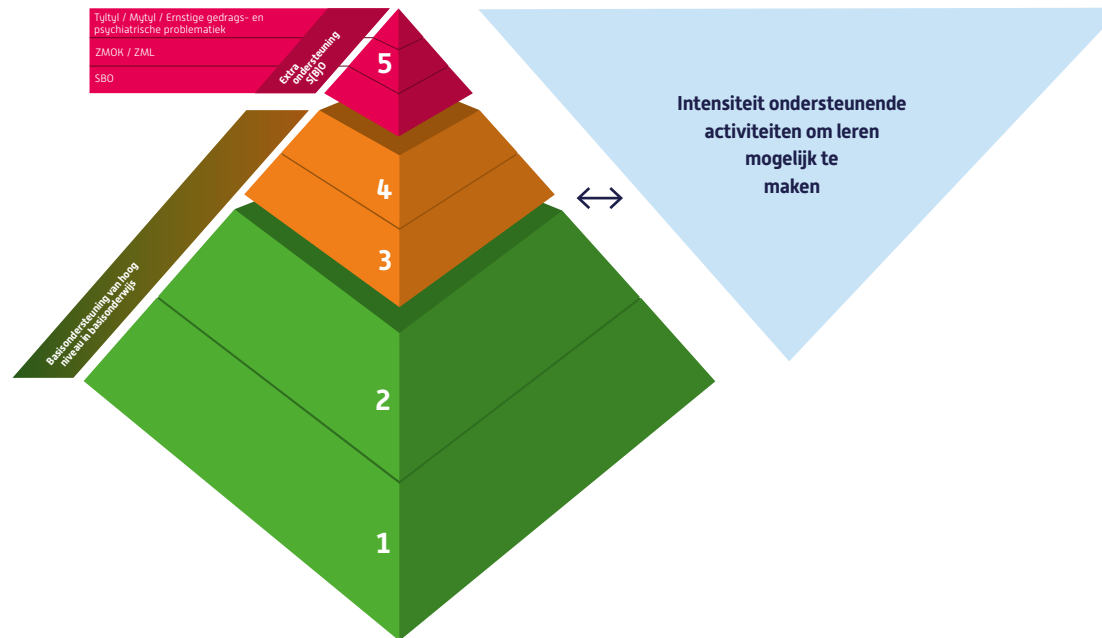 Tyltyl / Mytyl / Ernstige gedrags- en
psychiatrische problematiek
ZMOK / ZML
SBO
Extra
ondersteuning
S(B)O
5
4
3
2
1
Basisondersteuning van hoog
niveau in basisonderwijs
Intensiteit ondersteunende
activiteiten om leren
mogelijk te
maken